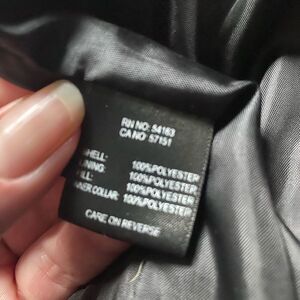 RN NO: 54163
CA NO: 57151
SHELL: 100%POLYESTER
LINING: 100%POLYESTER
FILL: 100%POLYESTER
INNER COLLAR: 100%POLYESTER
CARE ON REVERSE